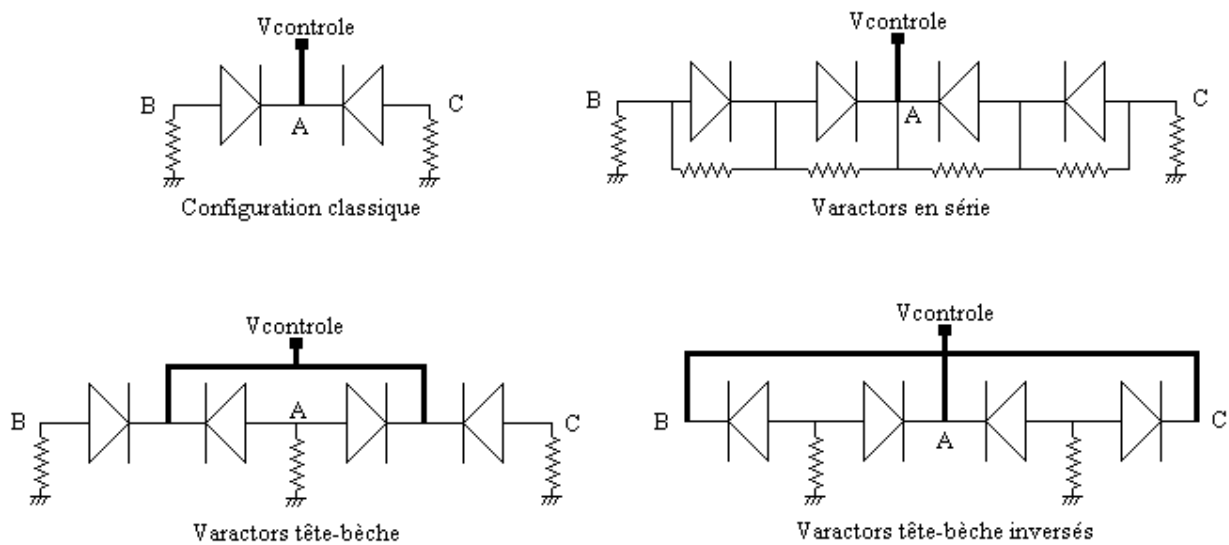 Vcontrole
B
A
C
Configuration classique
Vcontrole
B
A
C
Varactors en série
Vcontrole
B
A
C
Varactors tête-bèche
Vcontrole
B
A
C
Varactors tête-bèche inversés